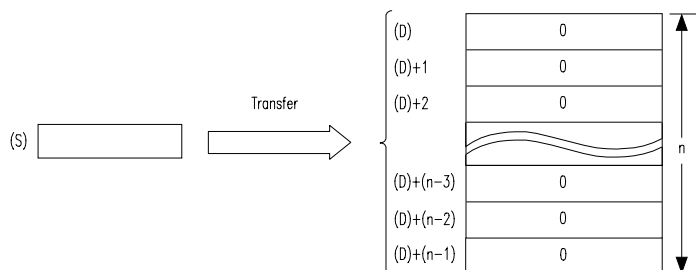 (D) 0
(D)+1 0
(D)+2 0
Transfer
(S)
n
(D)+(n-3) 0
(D)+(n-2) 0
(D)+(n-1) 0